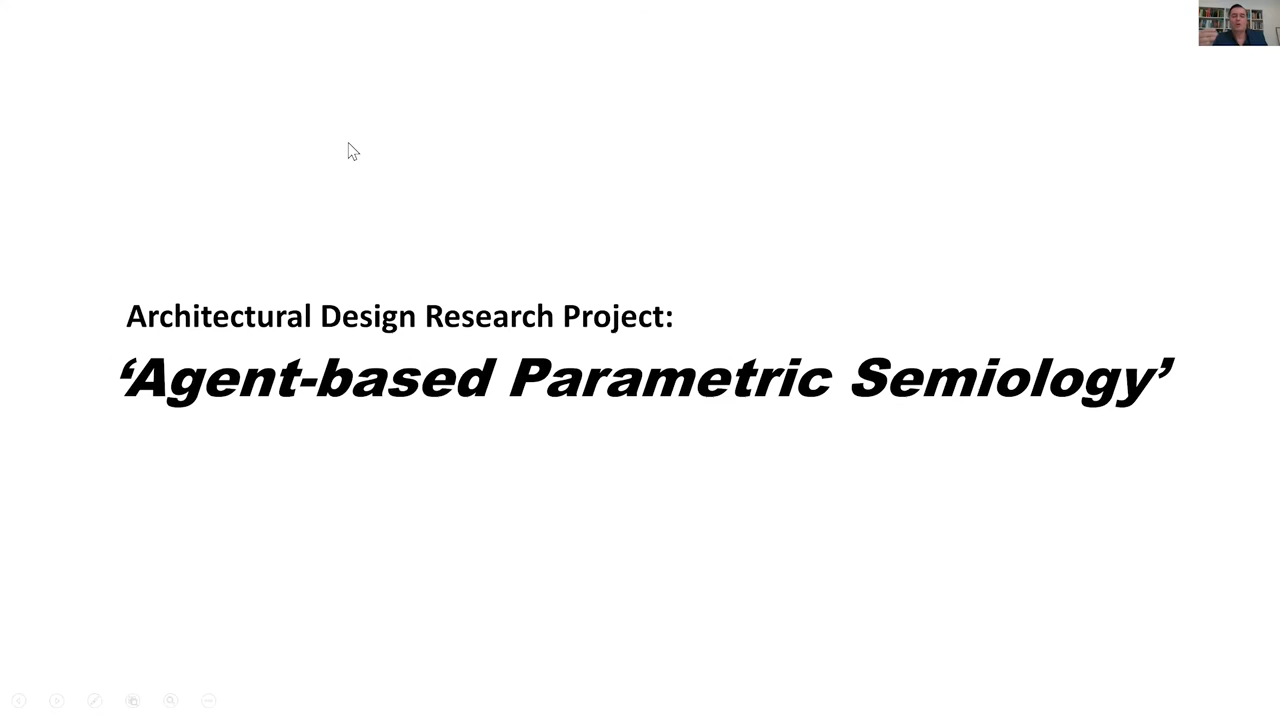 Architectural Design Research Project:
‘Agent-based Parametric Semiology’